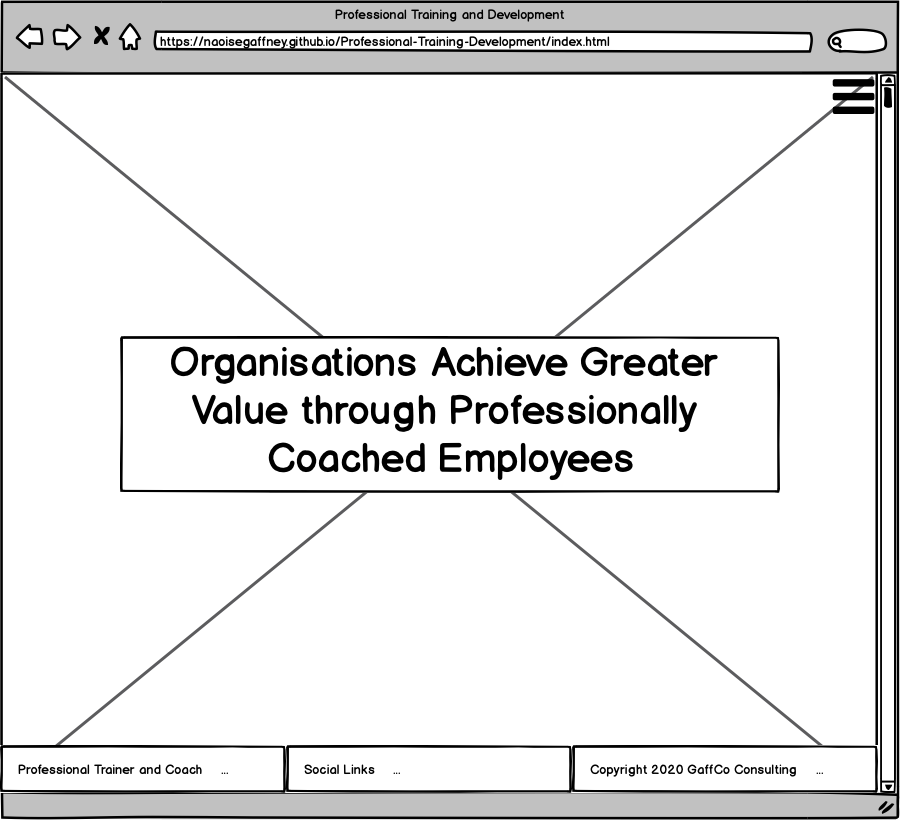 Professional Training and Development
https://naoisegaffney.github.io/Professional-Training-Development/index.html
Organisations Achieve Greater
Value through Professionally
Coached Employees
Professional Trainer and Coach ...
Social Links ...
Copyright 2020 GaffCo Consulting ...